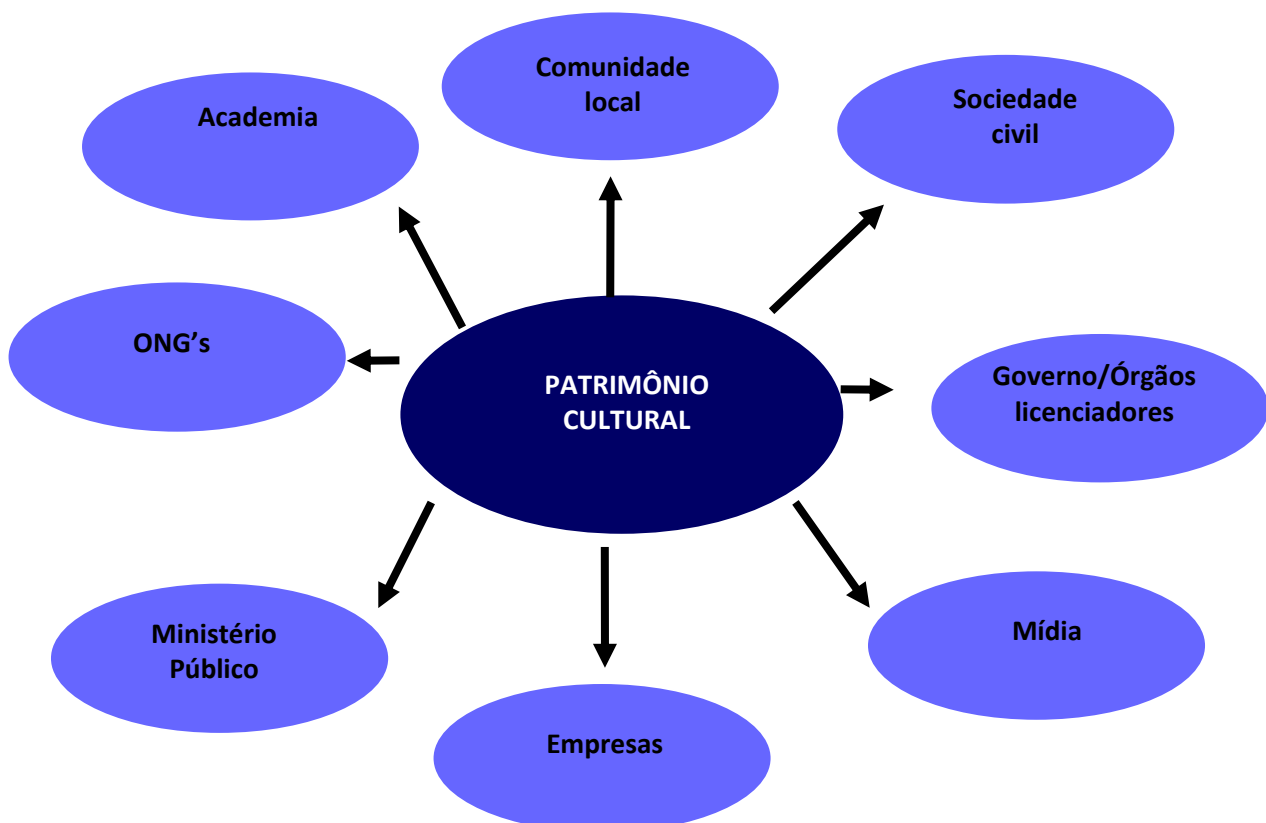 Comunidade
local
Academia
Sociedade
civil
ONG’s
PATRIMÔNIO
CULTURAL
Governo/Órgãos
licenciadores
Ministério
Público
Mídia
Empresas